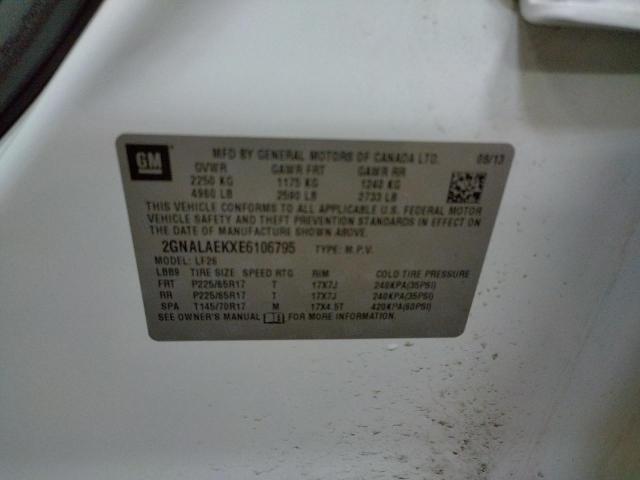 GM MFD BY GENERAL MOTORS OF CANADA LTD. 08/13
GVWR GAWR FRT GAWR RR
2250 KG 1175 KG 1240 KG
4960 LB 2590 LB 2733 LB
THIS VEHICLE CONFORMS TO ALL APPLICABLE U.S. FEDERAL MOTOR
VEHICLE SAFETY AND THEFT PREVENTION STANDARDS IN EFFECT ON
THE DATE OF MANUFACTURE SHOWN ABOVE.
2GNALAEKXE6106795 TYPE: M.P.V.
MODEL: LF26
LBB9 TIRE SIZE SPEED RTG RIM COLD TIRE PRESSURE
FRT P225/65R17 T 17X7J 240KPA(35PSI)
RR P225/65R17 T 17X7J 240KPA(35PSI)
SPA T145/70R17 M 17X4.5T 420KPA(60PSI)
SEE OWNER'S MANUAL FOR MORE INFORMATION.